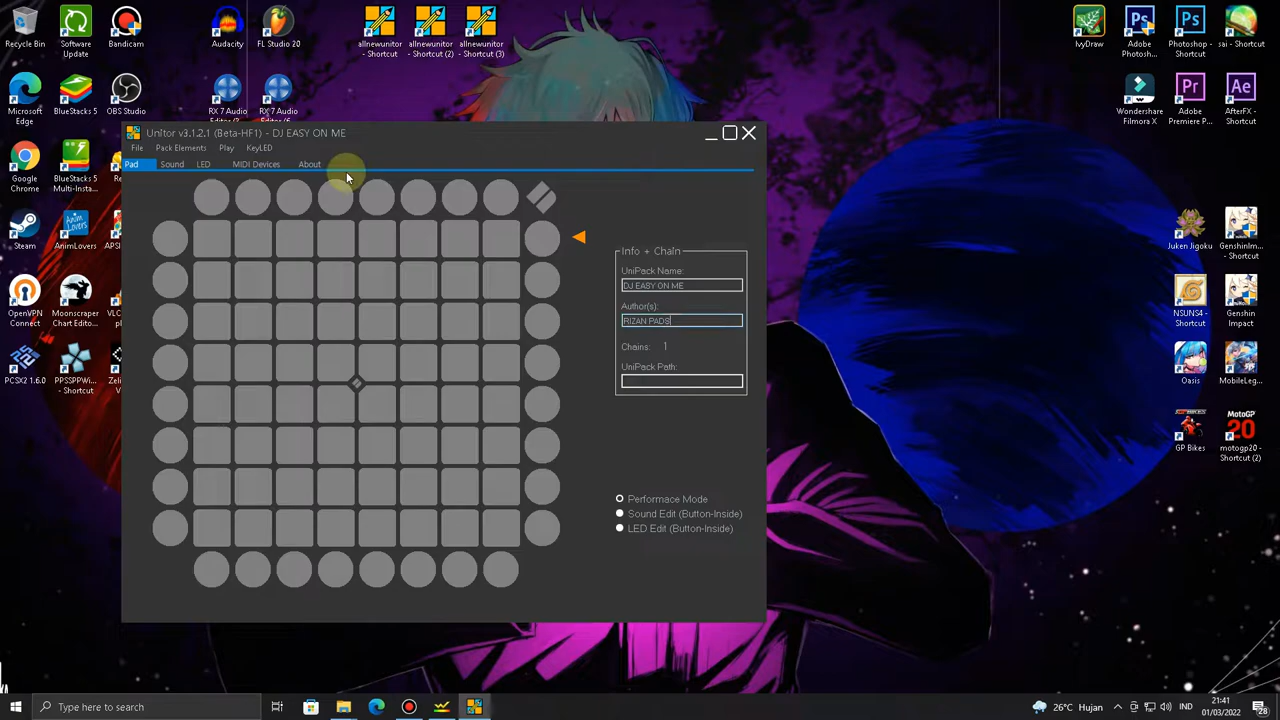 Recycle Bin
Software Update
Bandicam
Audacity
FL Studio 20
allnewunitor - Shortcut
allnewunitor - Shortcut (2)
allnewunitor - Shortcut (3)
IvyDraw
Adobe Photosh...
Photoshop - Shortcut
sai - Shortcut
Microsoft Edge
BlueStacks 5
OBS Studio
RX 7 Audio
RX 7 Audio
Wondershare Filmora X
Adobe Premiere P...
AfterFX - Shortcut
UniTor v3.1.2.1 (Beta-HF1) - DJ EASY ON ME
File Pack Elements Play KeyLED
Pad Sound LED MIDI Devices About
Google Chrome
BlueStacks 5 Multi-Insta...
Steam
AnimLovers
Juken Jigoku
GenshinIm... - Shortcut
Info + Chain
UniPack Name:
DJ EASY ON ME
Author(s):
RIZAN PADS
Chains: 1
UniPack Path:
OpenVPN Connect
Moonscraper Chart Editor...
NSUNS4 - Shortcut
Genshin Impact
PCSX2 1.6.0
PPSSPPWi... - Shortcut
Oasis
MobileLeg...
GP Bikes
motogp20 - Shortcut (2)
Performace Mode
Sound Edit (Button-Inside)
LED Edit (Button-Inside)
Type here to search
26°C Hujan
IND
21:41
01/03/2022
28